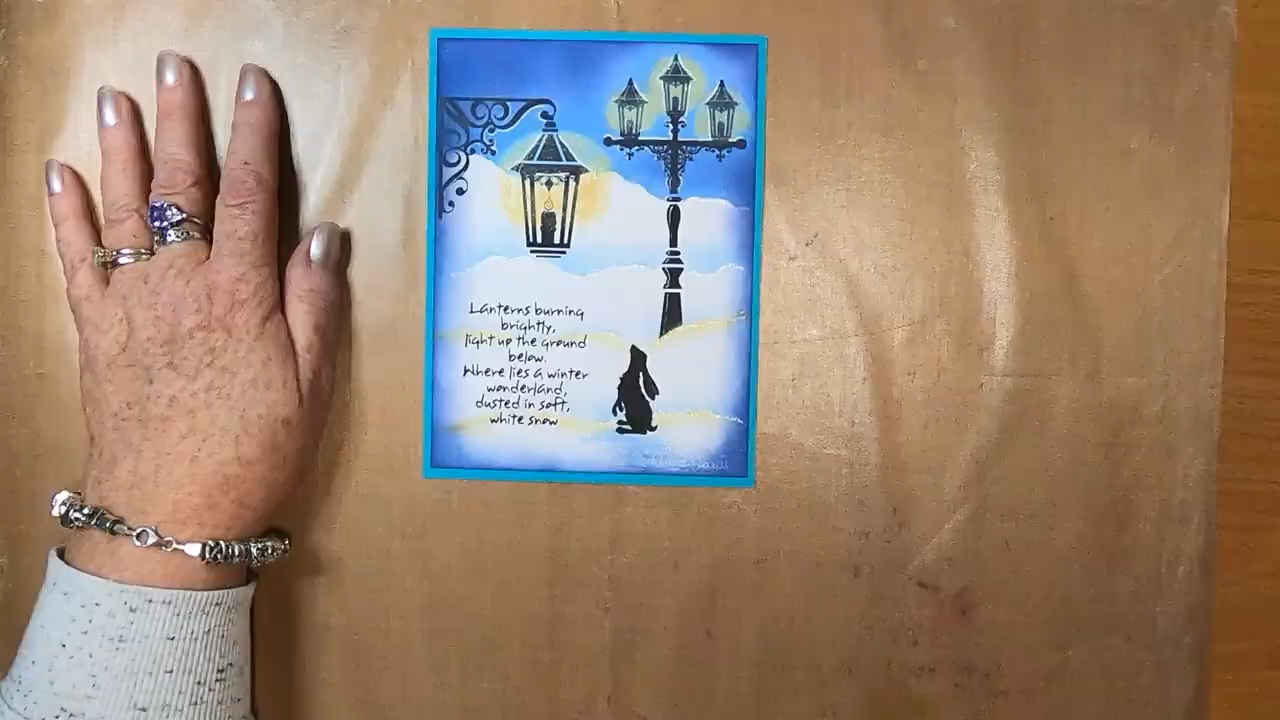 Lanterns burning
brightly,
light up the ground
below.
Where lies a winter
wonderland,
dusted in soft,
white snow